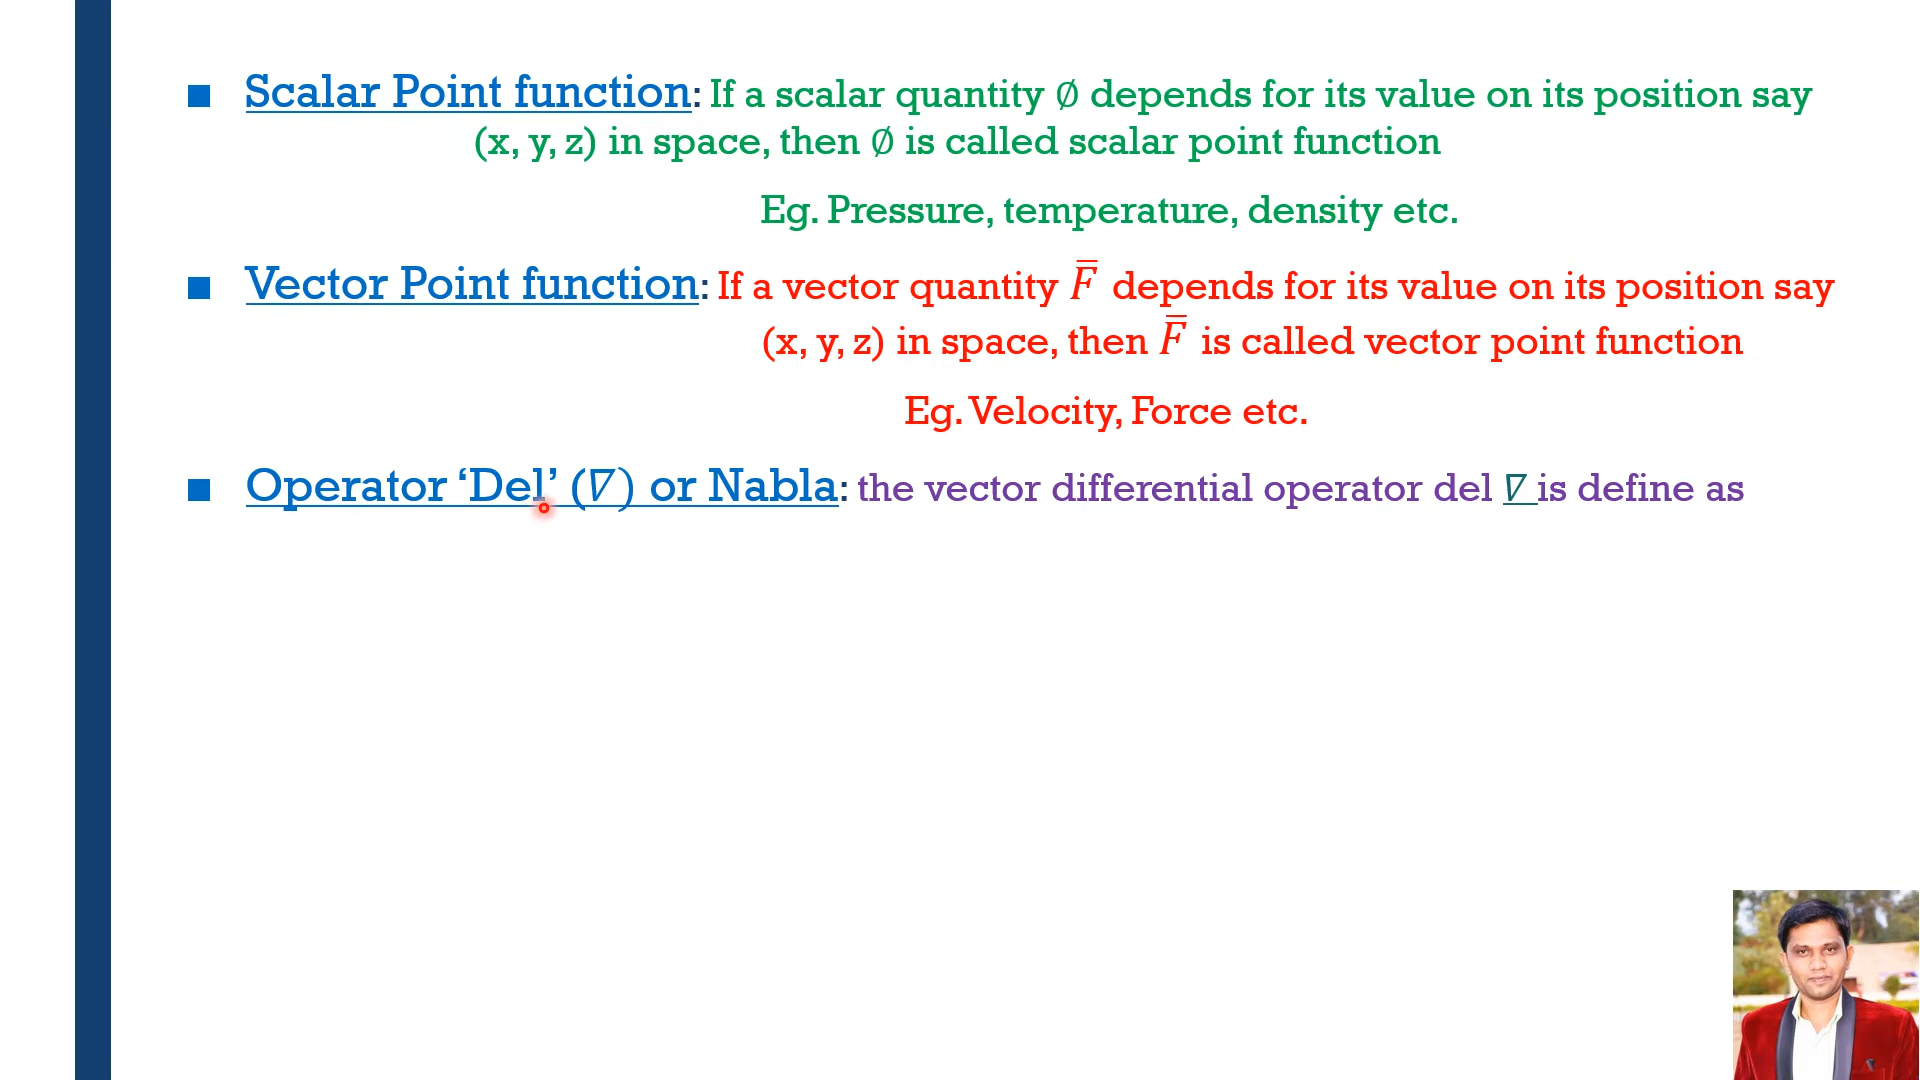 ■ Scalar Point function: If a scalar quantity ∅ depends for its value on its position say
(x, y, z) in space, then ∅ is called scalar point function
Eg. Pressure, temperature, density etc.
■ Vector Point function: If a vector quantity F̅ depends for its value on its position say
(x, y, z) in space, then F̅ is called vector point function
Eg. Velocity, Force etc.
■ Operator ‘Del’ (∇) or Nabla: the vector differential operator del ∇ is define as